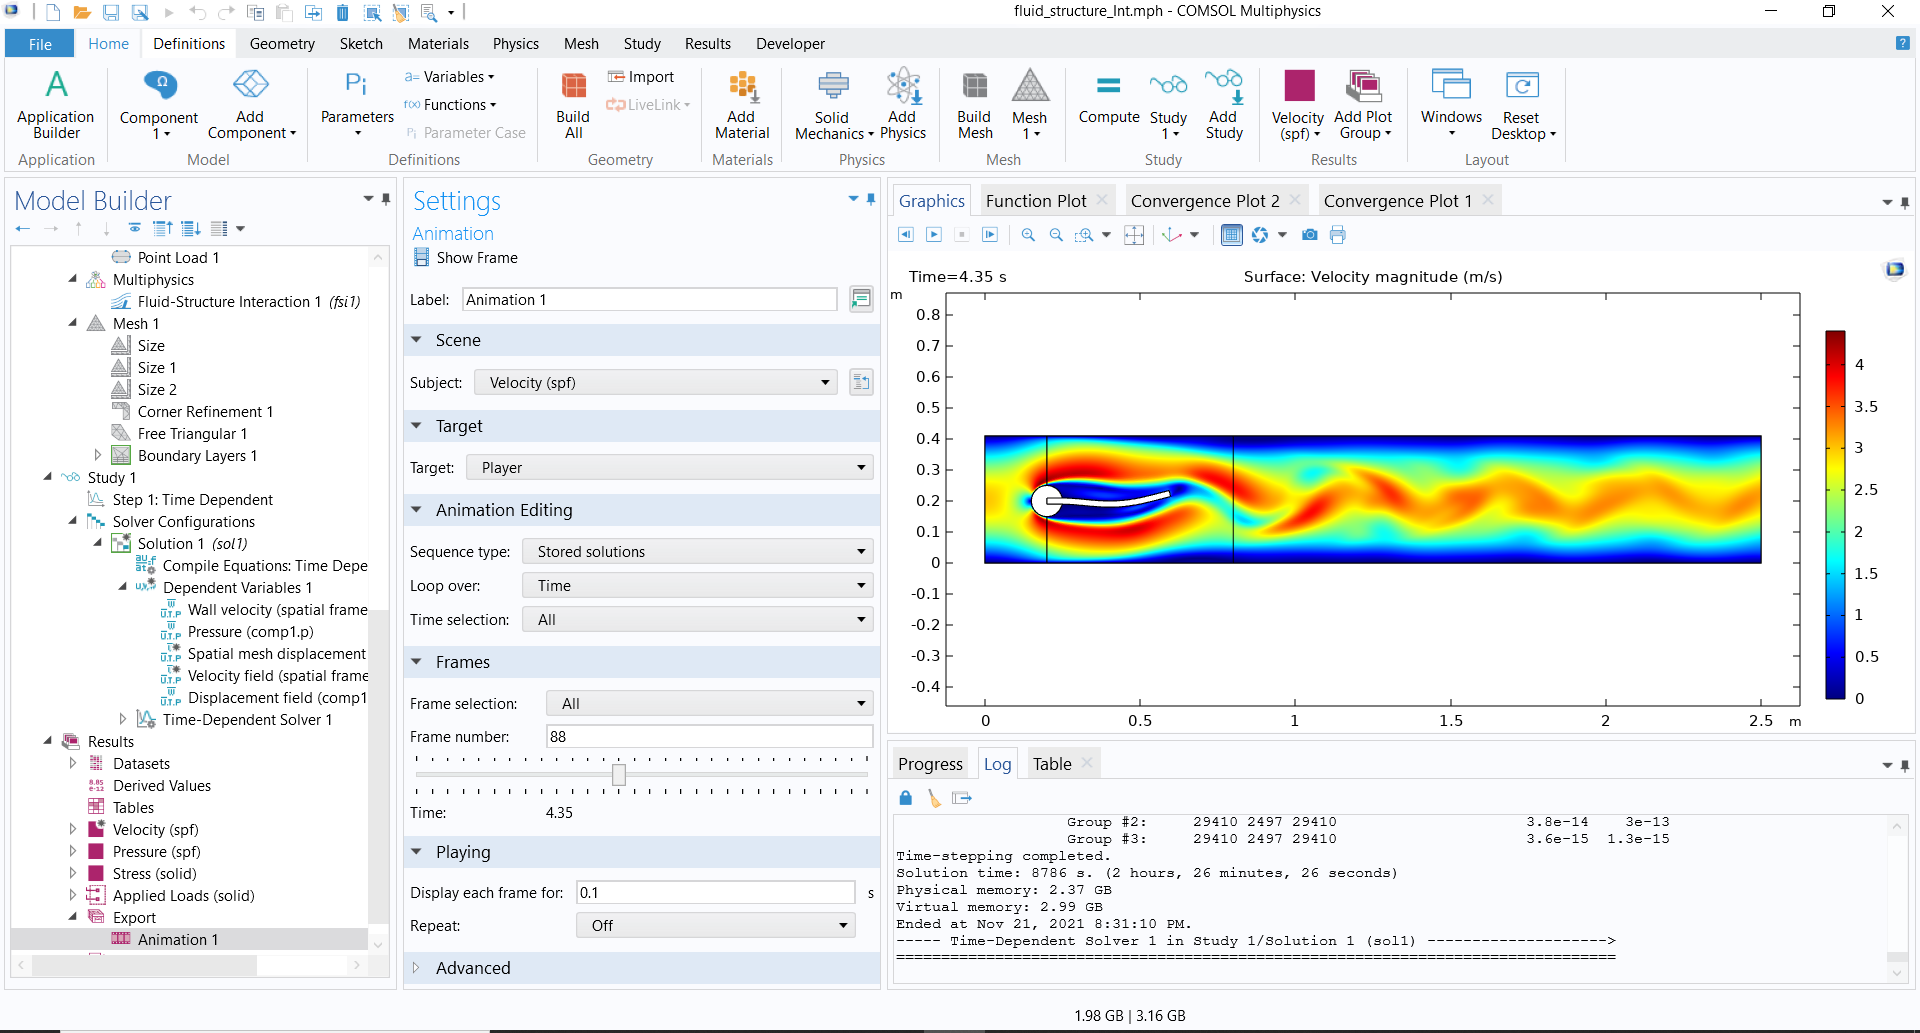 fluid_structure_Int.mph - COMSOL Multiphysics
File Home Definitions Geometry Sketch Materials Physics Mesh Study Results Developer
Application Builder
Application
Component 1
Add Component
Model
Pi
Parameters
a= Variables
f(x) Functions
Pi Parameter Case
Definitions
Build All
Import
LiveLink
Geometry
Add Material
Materials
Solid Mechanics
Add Physics
Physics
Build Mesh
Mesh 1
Mesh
Compute
Study 1
Add Study
Study
Velocity (spf)
Add Plot Group
Results
Windows
Reset Desktop
Layout
Model Builder
Point Load 1
Multiphysics
Fluid-Structure Interaction 1 (fsi1)
Mesh 1
Size
Size 1
Size 2
Corner Refinement 1
Free Triangular 1
Boundary Layers 1
Study 1
Step 1: Time Dependent
Solver Configurations
Solution 1 (sol1)
Compile Equations: Time Depe
Dependent Variables 1
Wall velocity (spatial frame
Pressure (comp1.p)
Spatial mesh displacement
Velocity field (spatial frame
Displacement field (comp1
Time-Dependent Solver 1
Results
Datasets
8.85 e-12 Derived Values
Tables
Velocity (spf)
Pressure (spf)
Stress (solid)
Applied Loads (solid)
Export
Animation 1
Settings
Animation
Show Frame
Label: Animation 1
Scene
Subject: Velocity (spf)
Target
Target: Player
Animation Editing
Sequence type: Stored solutions
Loop over: Time
Time selection: All
Frames
Frame selection: All
Frame number: 88
Time: 4.35
Playing
Display each frame for: 0.1 s
Repeat: Off
Advanced
Graphics Function Plot Convergence Plot 2 Convergence Plot 1
Time=4.35 s Surface: Velocity magnitude (m/s)
m
0.8
0.7
0.6
0.5
0.4
0.3
0.2
0.1
0
-0.1
-0.2
-0.3
-0.4
0 0.5 1 1.5 2 2.5 m
4
3.5
3
2.5
2
1.5
1
0.5
0
Progress Log Table
Group #2: 29410 2497 29410 3.8e-14 3e-13
Group #3: 29410 2497 29410 3.6e-15 1.3e-15
Time-stepping completed.
Solution time: 8786 s. (2 hours, 26 minutes, 26 seconds)
Physical memory: 2.37 GB
Virtual memory: 2.99 GB
Ended at Nov 21, 2021 8:31:10 PM.
----- Time-Dependent Solver 1 in Study 1/Solution 1 (sol1) -------------------->
================================================================================
1.98 GB | 3.16 GB